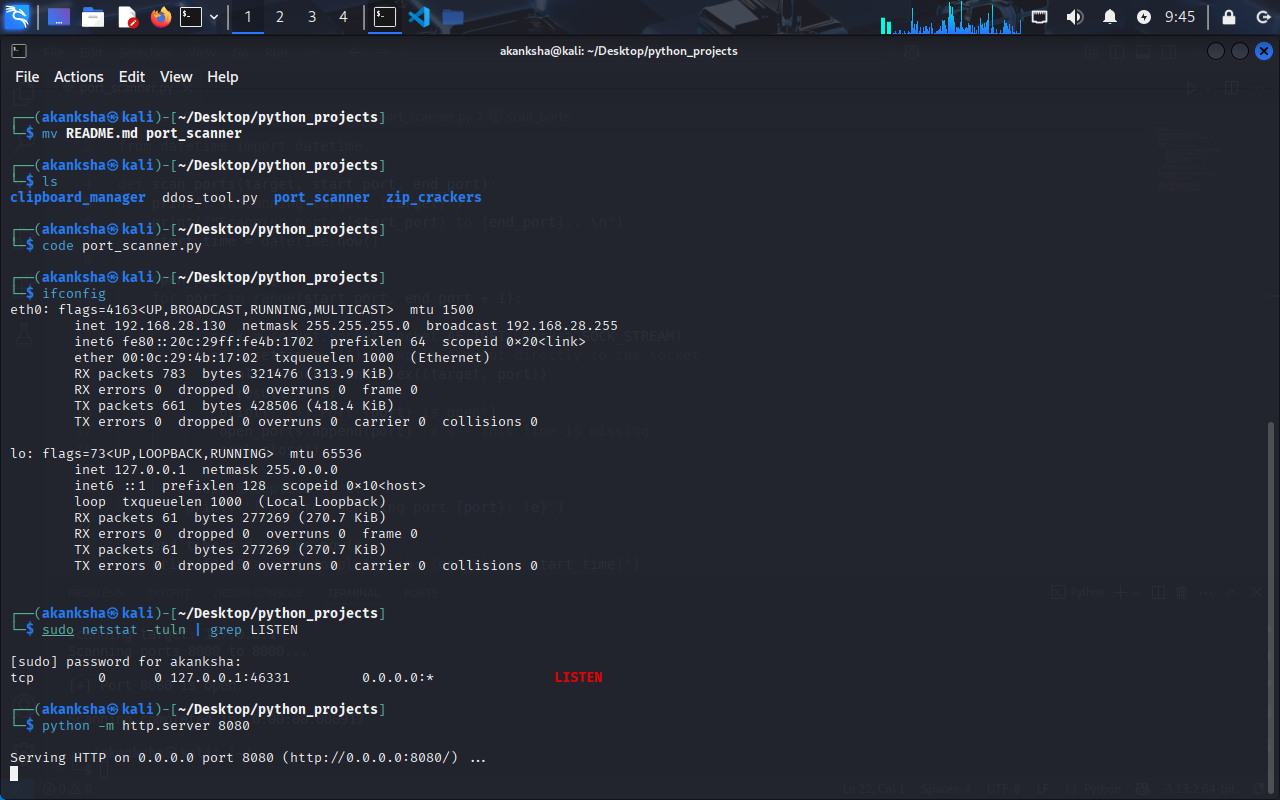 1 2 3 4 9:45
akanksha@kali: ~/Desktop/python_projects
File Actions Edit View Help
┌──(akanksha㉿kali)-[~/Desktop/python_projects]
└─$ mv README.md port_scanner
┌──(akanksha㉿kali)-[~/Desktop/python_projects]
└─$ ls
clipboard_manager ddos_tool.py port_scanner zip_crackers
┌──(akanksha㉿kali)-[~/Desktop/python_projects]
└─$ code port_scanner.py
┌──(akanksha㉿kali)-[~/Desktop/python_projects]
└─$ ifconfig
eth0: flags=4163<UP,BROADCAST,RUNNING,MULTICAST> mtu 1500
inet 192.168.28.130 netmask 255.255.255.0 broadcast 192.168.28.255
inet6 fe80::20c:29ff:fe4b:1702 prefixlen 64 scopeid 0×20<link>
ether 00:0c:29:4b:17:02 txqueuelen 1000 (Ethernet)
RX packets 783 bytes 321476 (313.9 KiB)
RX errors 0 dropped 0 overruns 0 frame 0
TX packets 661 bytes 428506 (418.4 KiB)
TX errors 0 dropped 0 overruns 0 carrier 0 collisions 0
lo: flags=73<UP,LOOPBACK,RUNNING> mtu 65536
inet 127.0.0.1 netmask 255.0.0.0
inet6 ::1 prefixlen 128 scopeid 0×10<host>
loop txqueuelen 1000 (Local Loopback)
RX packets 61 bytes 277269 (270.7 KiB)
RX errors 0 dropped 0 overruns 0 frame 0
TX packets 61 bytes 277269 (270.7 KiB)
TX errors 0 dropped 0 overruns 0 carrier 0 collisions 0
┌──(akanksha㉿kali)-[~/Desktop/python_projects]
└─$ sudo netstat -tuln | grep LISTEN
[sudo] password for akanksha:
tcp 0 0 127.0.0.1:46331 0.0.0.0:* LISTEN
┌──(akanksha㉿kali)-[~/Desktop/python_projects]
└─$ python -m http.server 8080
Serving HTTP on 0.0.0.0 port 8080 (http://0.0.0.0:8080/) ...